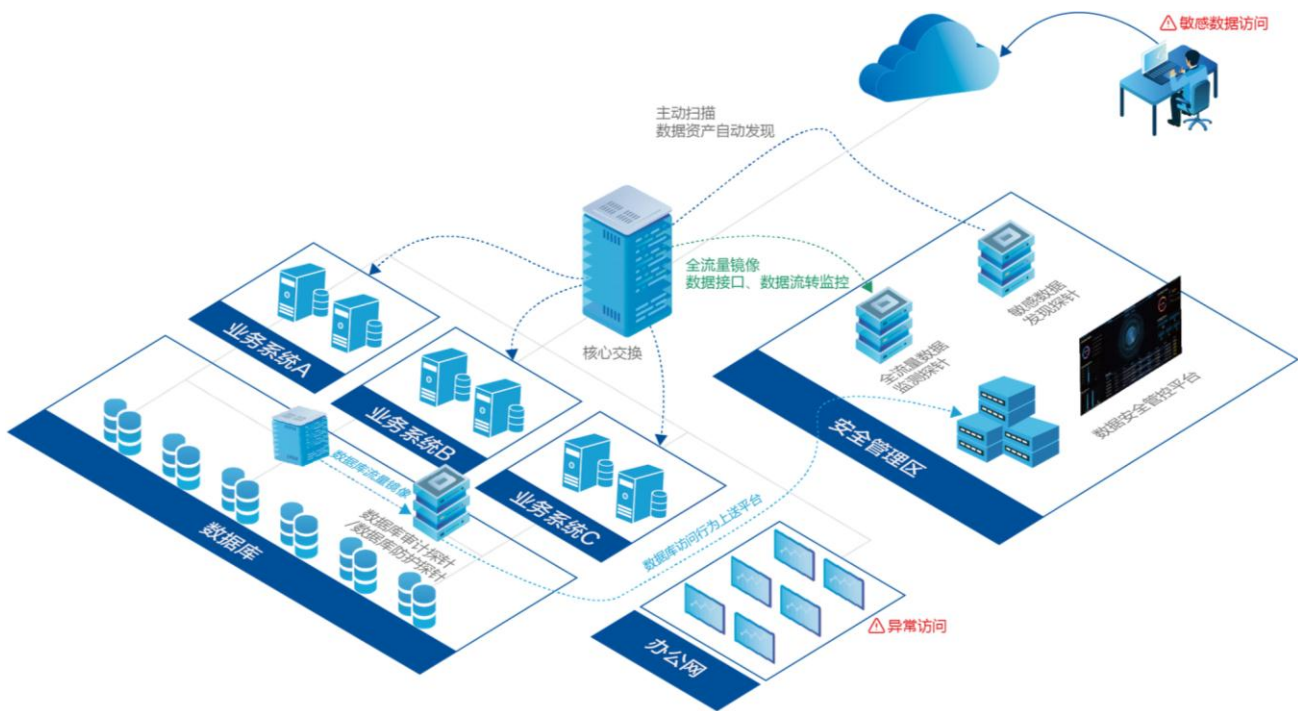 敏感数据访问
主动扫描
数据资产自动发现
全流量镜像
数据接口、数据流转监控
核心交换
敏感数据
发现探针
全流量数据
监测探针
数据安全管控平台
安全管理区
业务系统A
业务系统B
业务系统C
数据库流量镜像
数据库审计探针
/数据库防护探针
数据库
数据库访问行为上送平台
办公网
异常访问